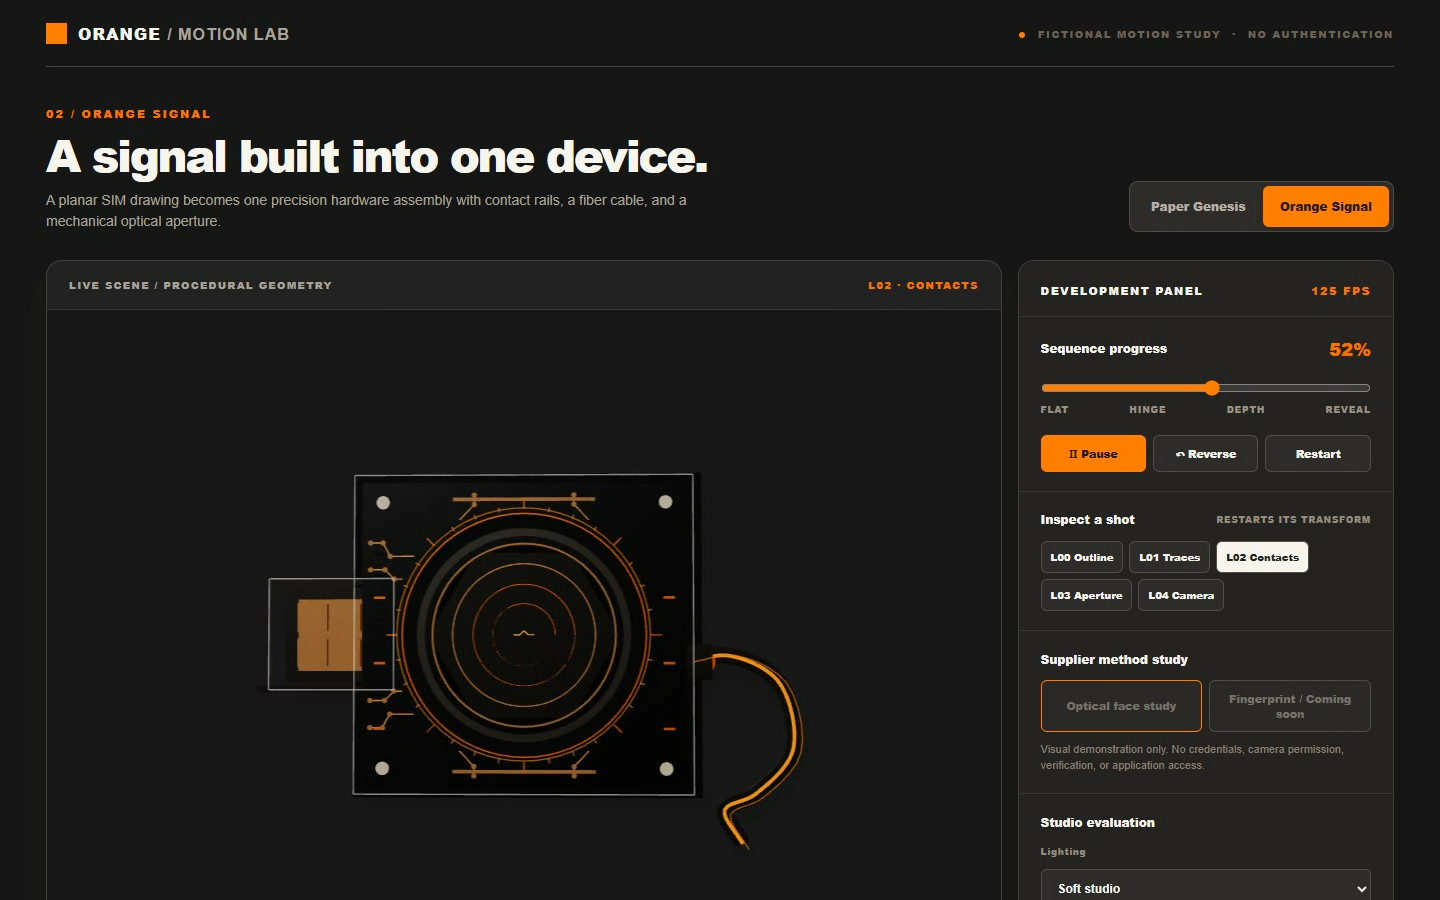 ORANGE / MOTION LAB
FICTIONAL MOTION STUDY · NO AUTHENTICATION
02 / ORANGE SIGNAL
A signal built into one device.
A planar SIM drawing becomes one precision hardware assembly with contact rails, a fiber cable, and a
mechanical optical aperture.
Paper Genesis
Orange Signal
LIVE SCENE / PROCEDURAL GEOMETRY
L02 · CONTACTS
DEVELOPMENT PANEL
125 FPS
Sequence progress
52%
FLAT
HINGE
DEPTH
REVEAL
II Pause
↶ Reverse
Restart
Inspect a shot
RESTARTS ITS TRANSFORM
L00 Outline
L01 Traces
L02 Contacts
L03 Aperture
L04 Camera
Supplier method study
Optical face study
Fingerprint / Coming
soon
Visual demonstration only. No credentials, camera permission,
verification, or application access.
Studio evaluation
Lighting
Soft studio